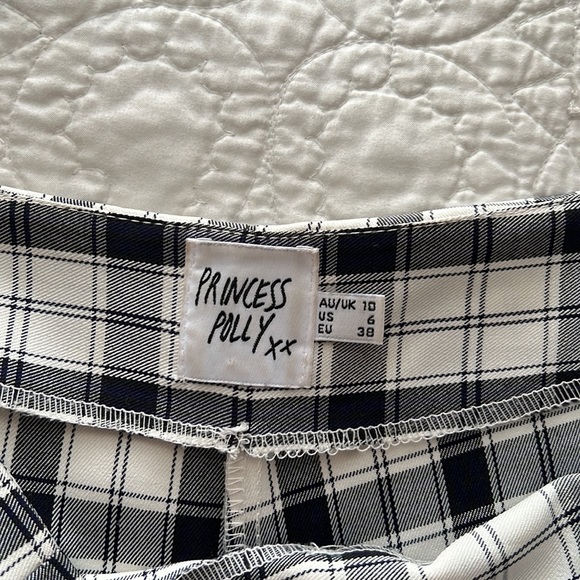 PRINCESS
POLLY xx
AU/UK 10
US 6
EU 38